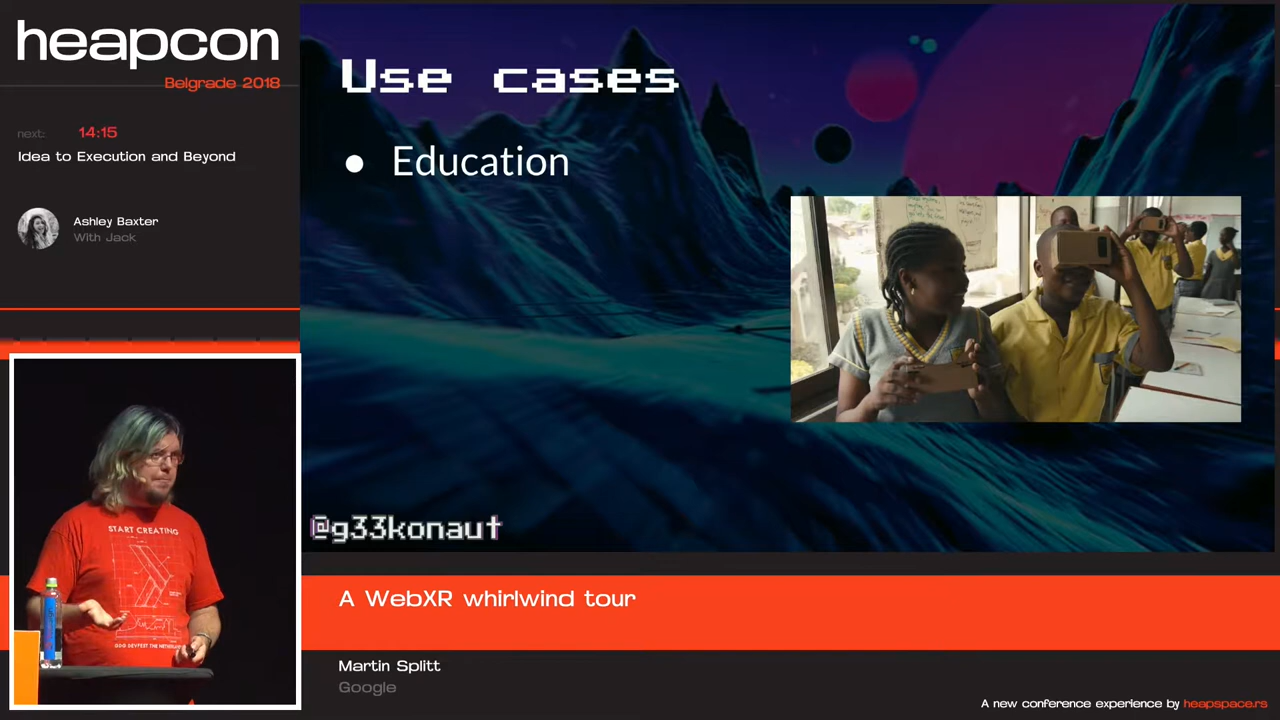 heapcon
Belgrade 2018
next: 14:15
Idea to Execution and Beyond
Ashley Baxter
With Jack
Use cases
• Education
@g33konaut
START CREATING
A WebXR whirlwind tour
Martin Splitt
Google
A new conference experience by heapspace.rs